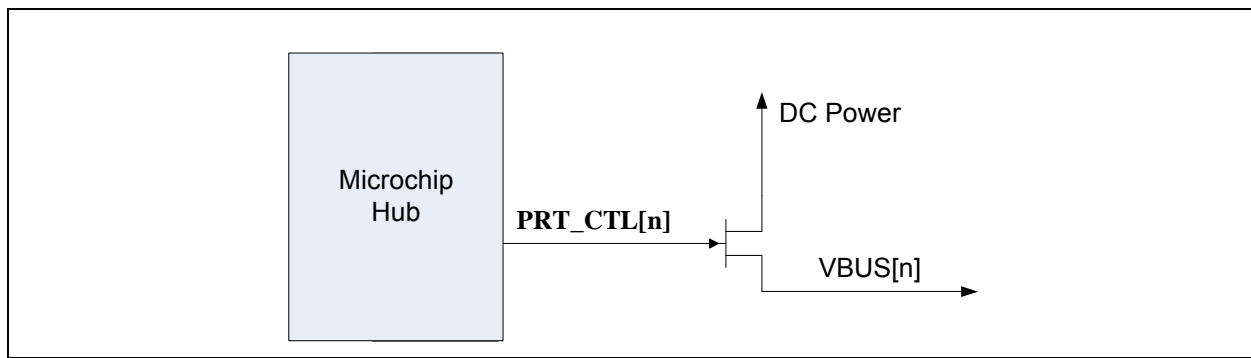 DC Power
Microchip
Hub
PRT_CTL[n]
VBUS[n]